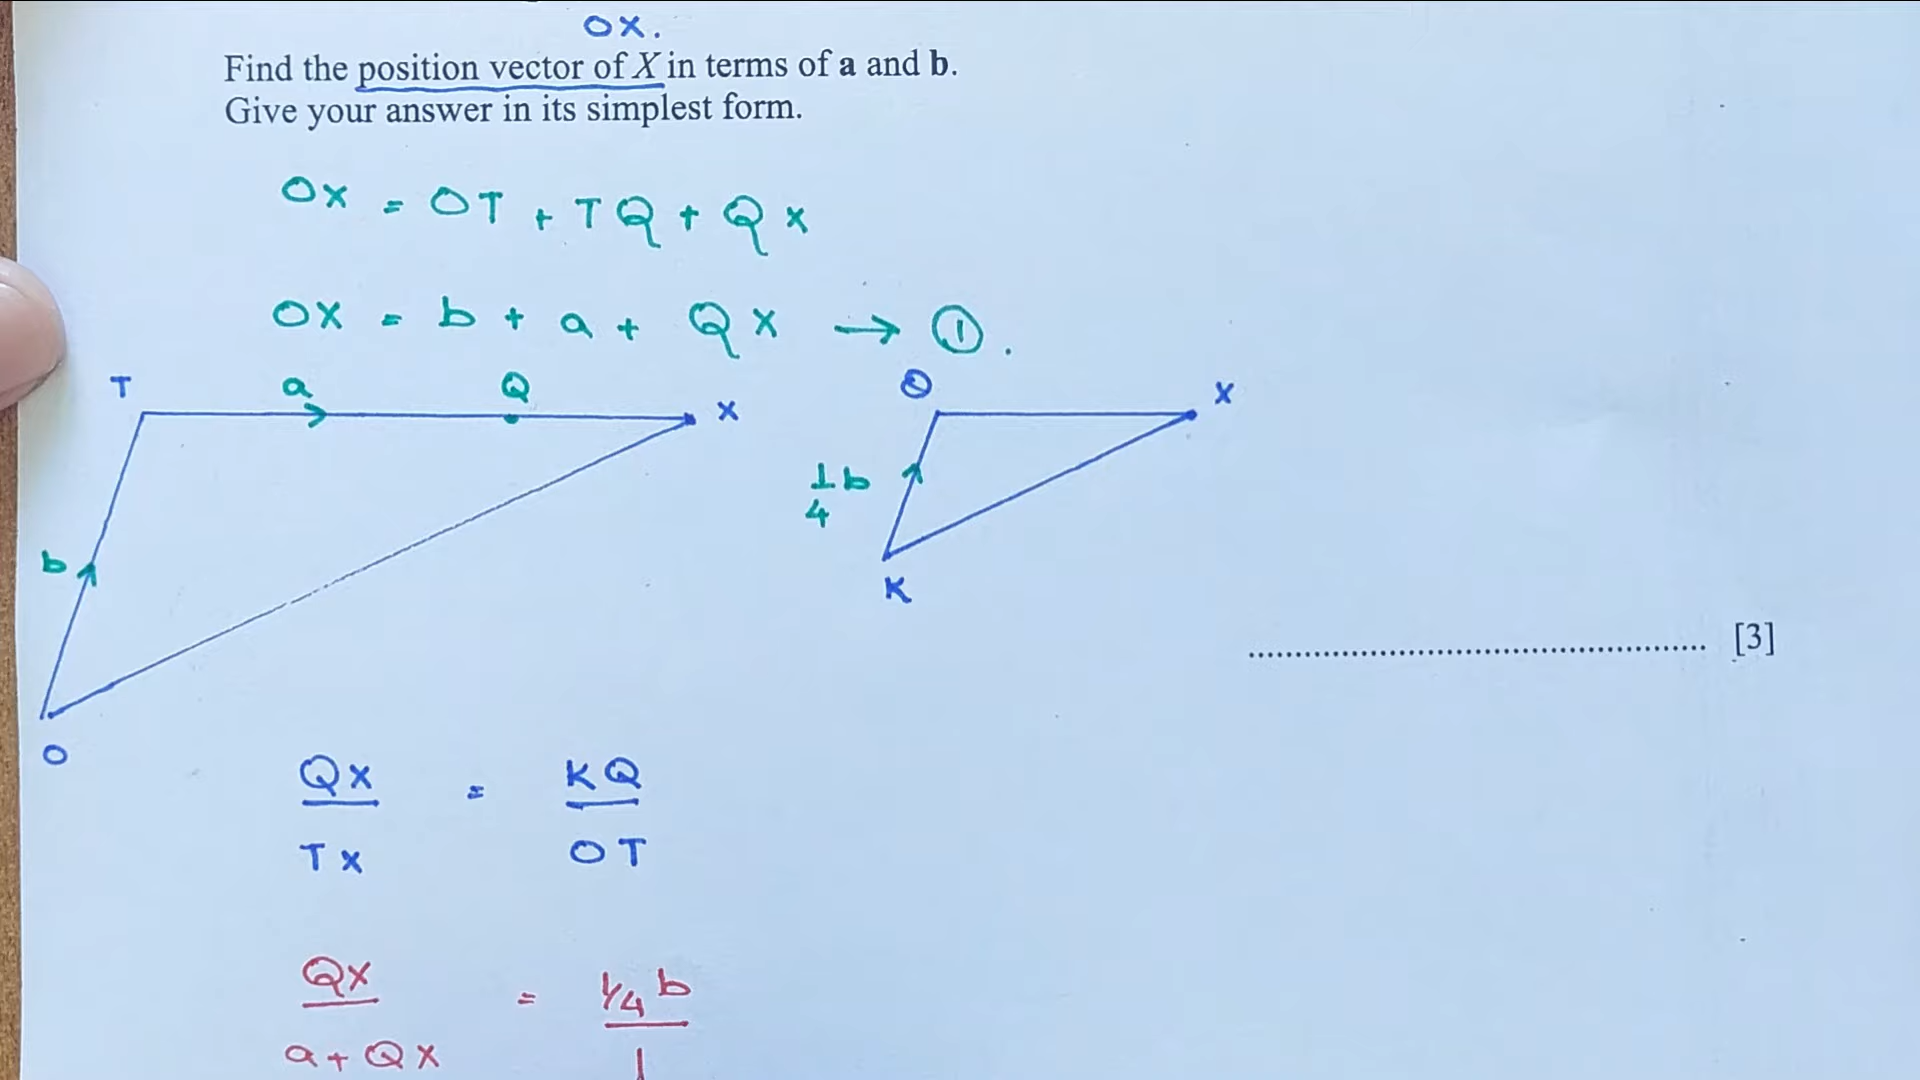 OX.
Find the position vector of X in terms of a and b.
Give your answer in its simplest form.
OX = OT + TQ + QX
OX = b + a + QX → ①.
T a Q X
Q X
1/4 b
b
K
[3]
O
QX/TX = KQ/OT
QX/a+QX = 1/4 b